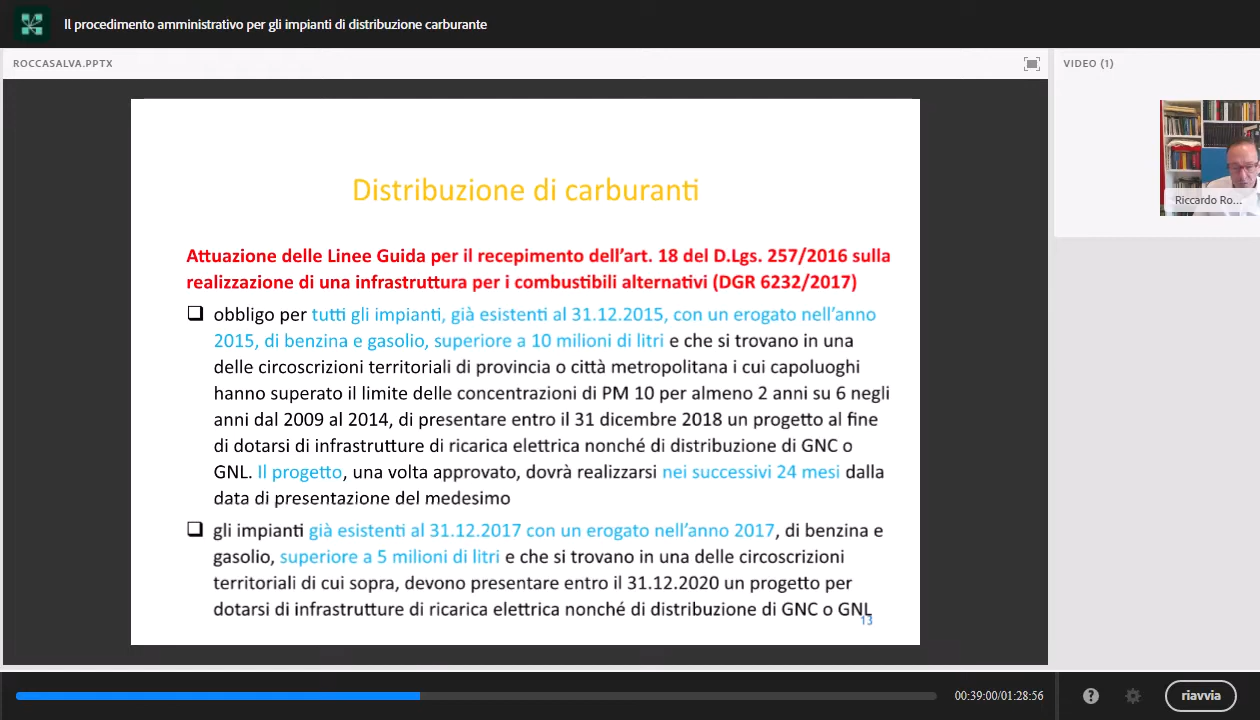 Il procedimento amministrativo per gli impianti di distribuzione carburante
ROCCASALVA.PPTX
VIDEO (1)
Riccardo Ro...
Distribuzione di carburanti
Attuazione delle Linee Guida per il recepimento dell'art. 18 del D.Lgs. 257/2016 sulla
realizzazione di una infrastruttura per i combustibili alternativi (DGR 6232/2017)
obbligo per tutti gli impianti, già esistenti al 31.12.2015, con un erogato nell'anno
2015, di benzina e gasolio, superiore a 10 milioni di litri e che si trovano in una
delle circoscrizioni territoriali di provincia o città metropolitana i cui capoluoghi
hanno superato il limite delle concentrazioni di PM 10 per almeno 2 anni su 6 negli
anni dal 2009 al 2014, di presentare entro il 31 dicembre 2018 un progetto al fine
di dotarsi di infrastrutture di ricarica elettrica nonché di distribuzione di GNC o
GNL. Il progetto, una volta approvato, dovrà realizzarsi nei successivi 24 mesi dalla
data di presentazione del medesimo
gli impianti già esistenti al 31.12.2017 con un erogato nell'anno 2017, di benzina e
gasolio, superiore a 5 milioni di litri e che si trovano in una delle circoscrizioni
territoriali di cui sopra, devono presentare entro il 31.12.2020 un progetto per
dotarsi di infrastrutture di ricarica elettrica nonché di distribuzione di GNC o GNL
13
00:39:00/01:28:56
?
riavvia